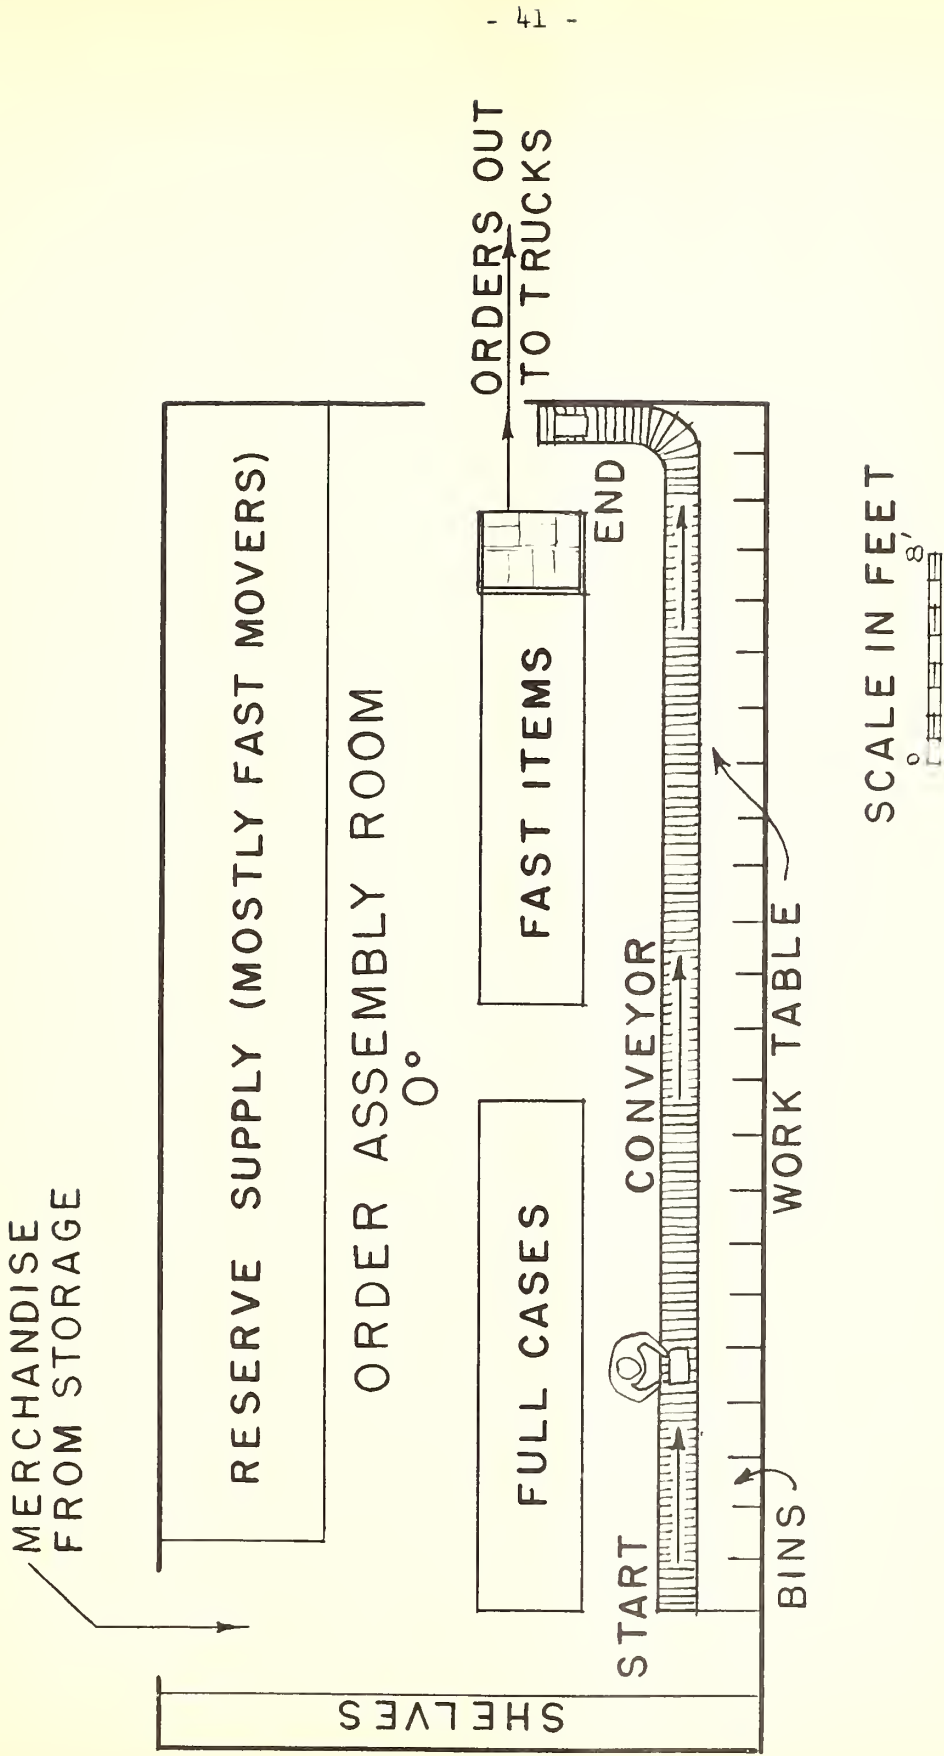 - 41 -
MERCHANDISE
FROM STORAGE
RESERVE SUPPLY (MOSTLY FAST MOVERS)
ORDER ASSEMBLY ROOM
0°
ORDERS OUT
TO TRUCKS
FULL CASES
FAST ITEMS
START
CONVEYOR
END
SHELVES
BINS
WORK TABLE
SCALE IN FEET
0 8'